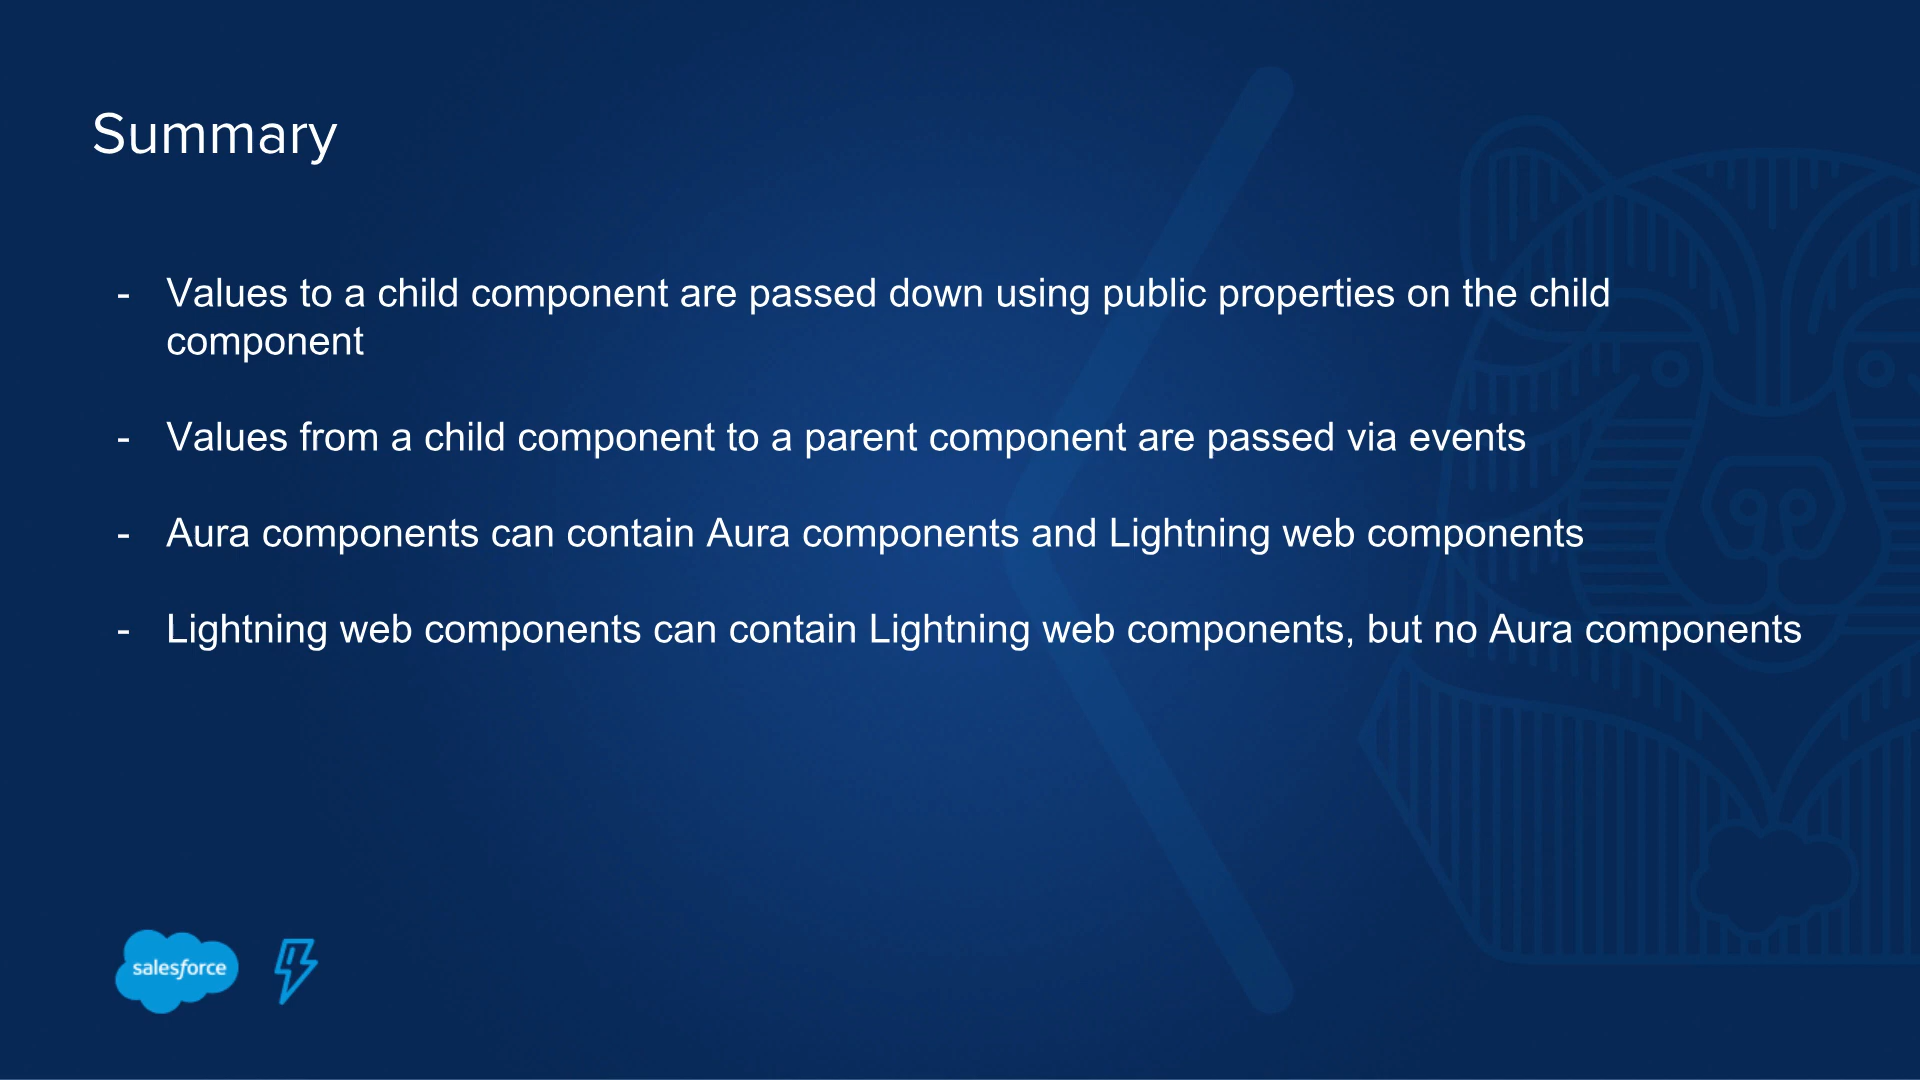 Summary
- Values to a child component are passed down using public properties on the child
component
- Values from a child component to a parent component are passed via events
- Aura components can contain Aura components and Lightning web components
- Lightning web components can contain Lightning web components, but no Aura components
salesforce